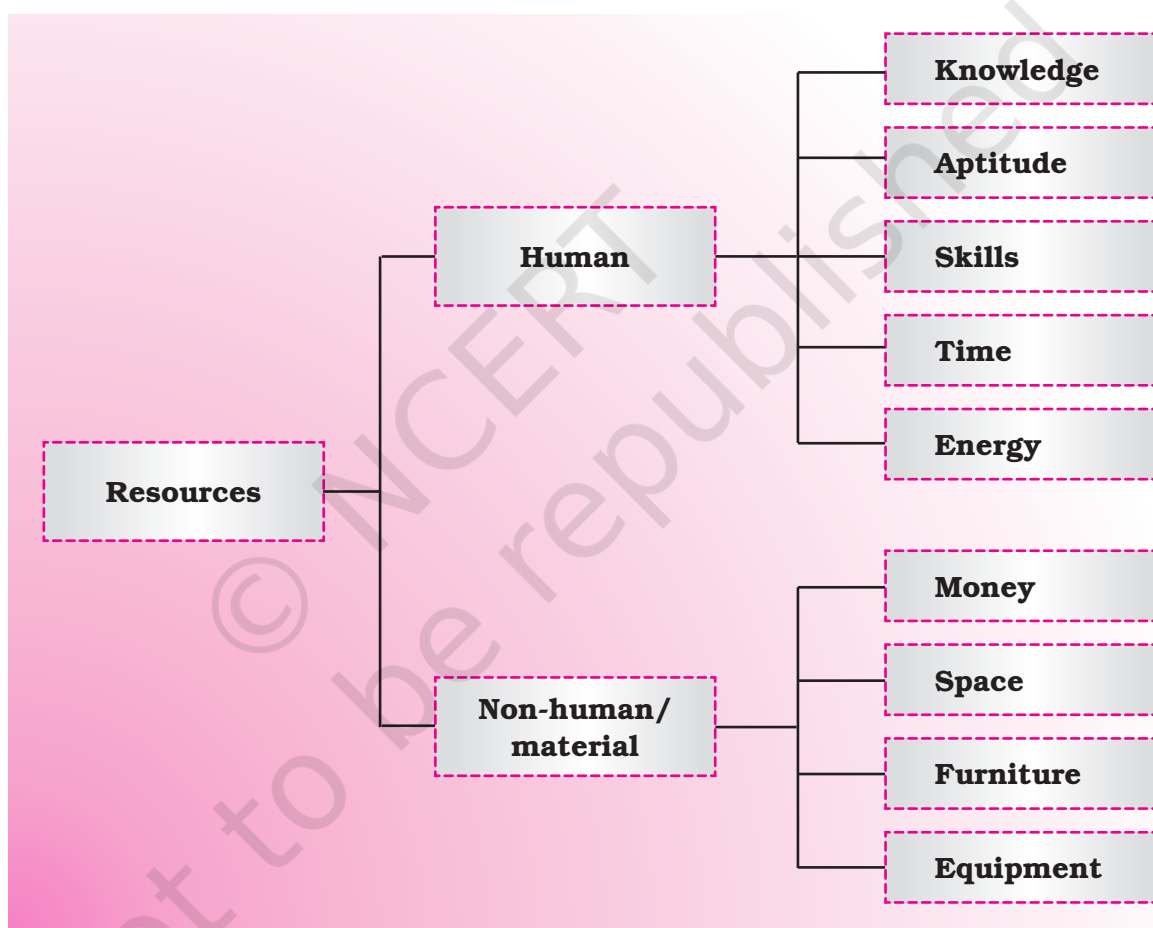 Resources
Human
Knowledge
Aptitude
Skills
Time
Energy
Non-human/
material
Money
Space
Furniture
Equipment
© NCERT
not to be republished